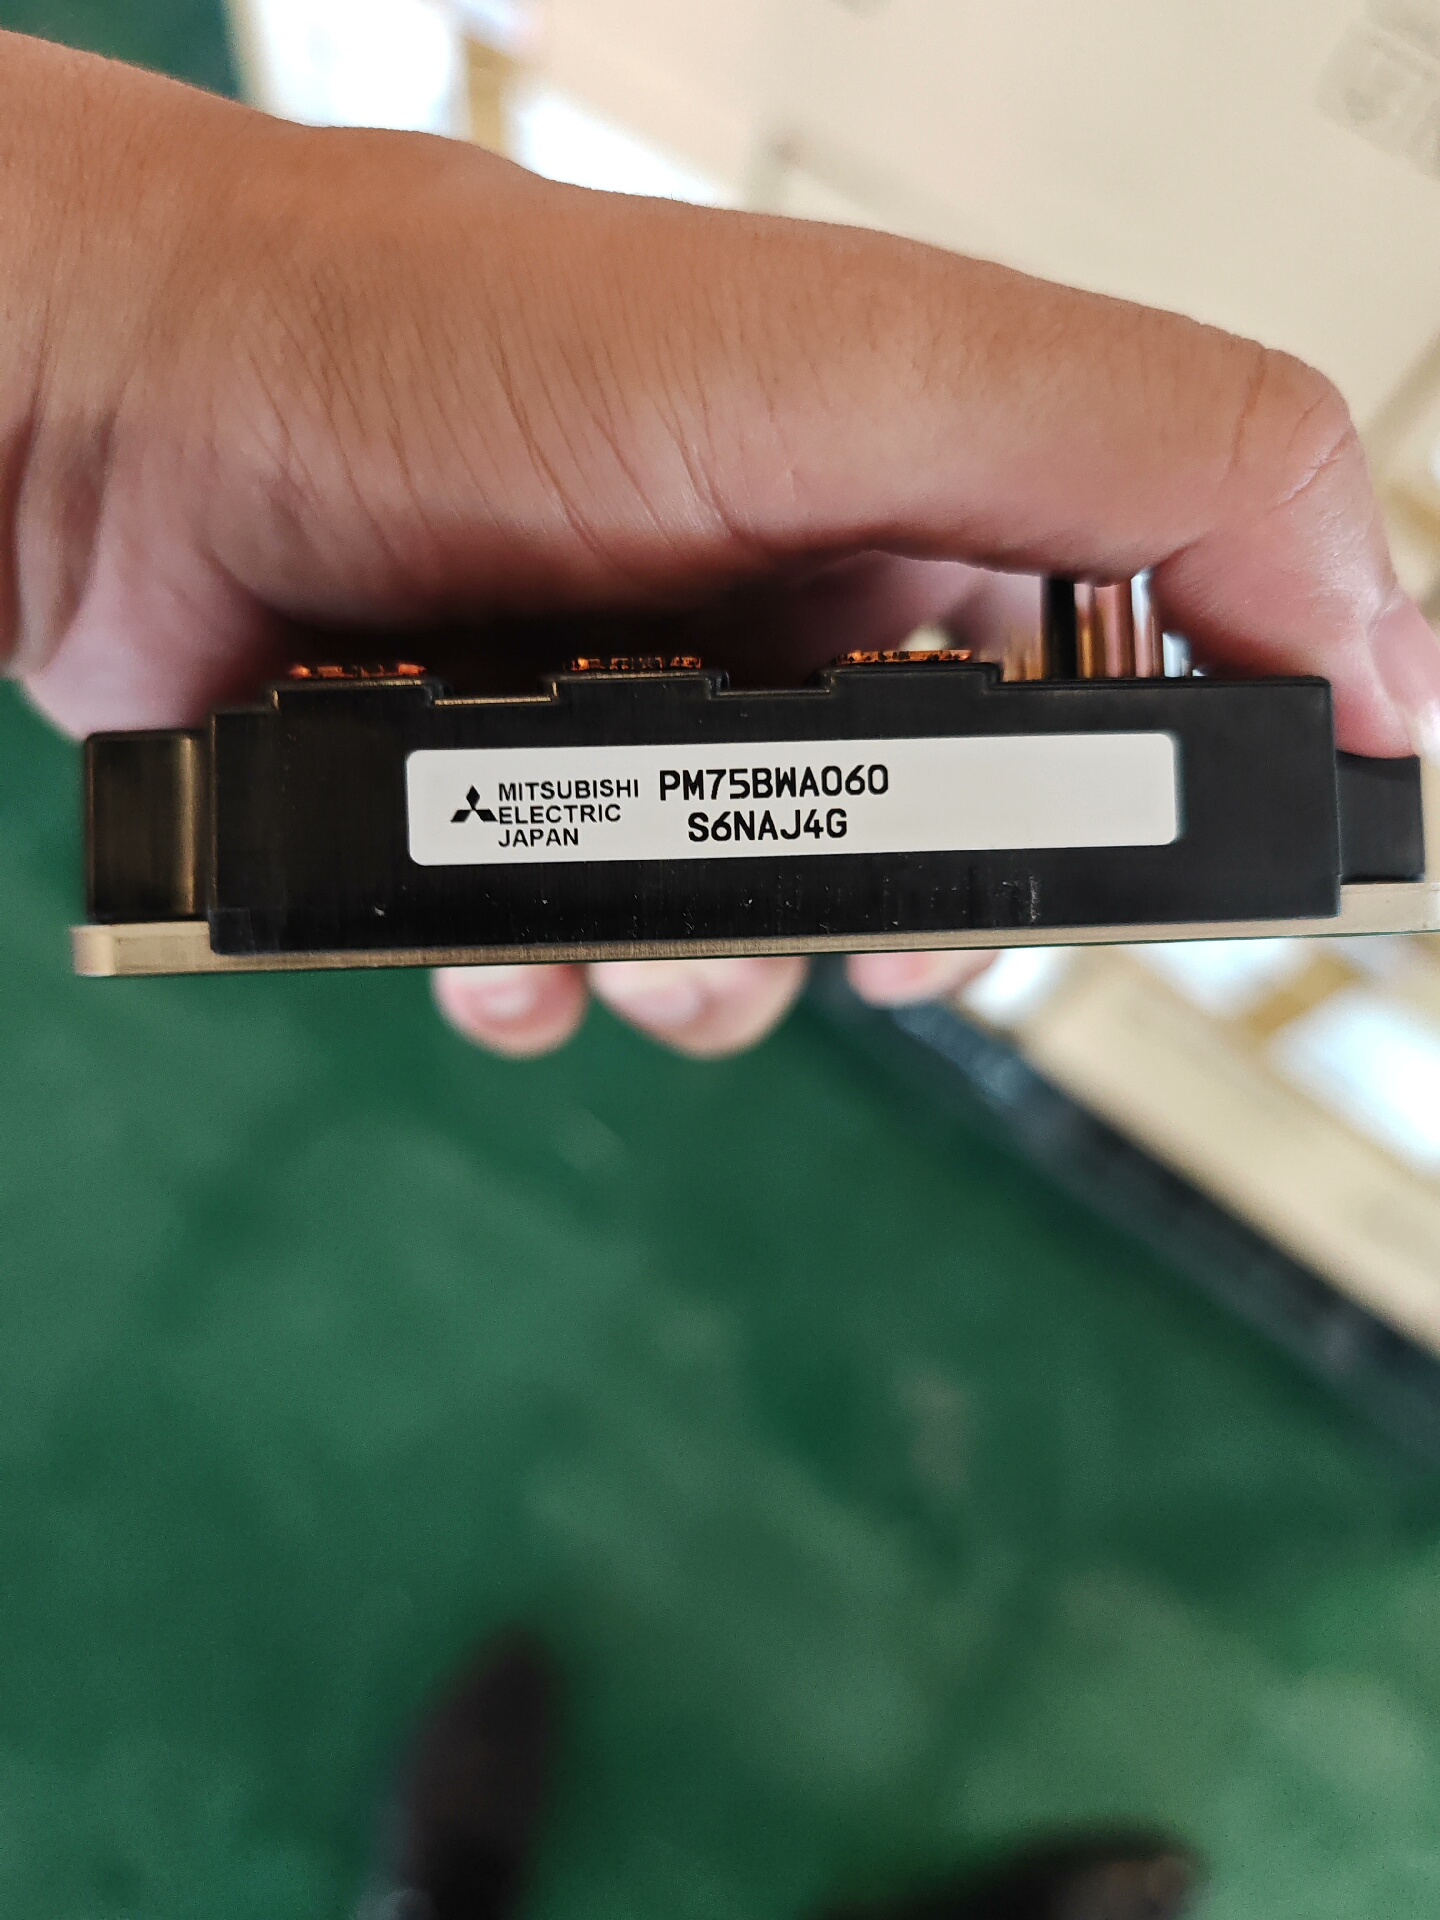 MITSUBISHI
ELECTRIC
JAPAN
PM75BWA060
S6NAJ4G